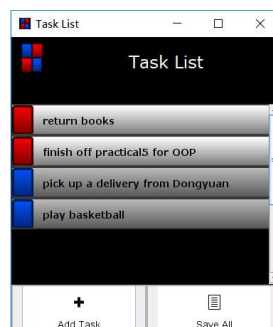 Task List
Task List
return books
finish off practical5 for OOP
pick up a delivery from Dongyuan
play basketball
Add Task
Save All